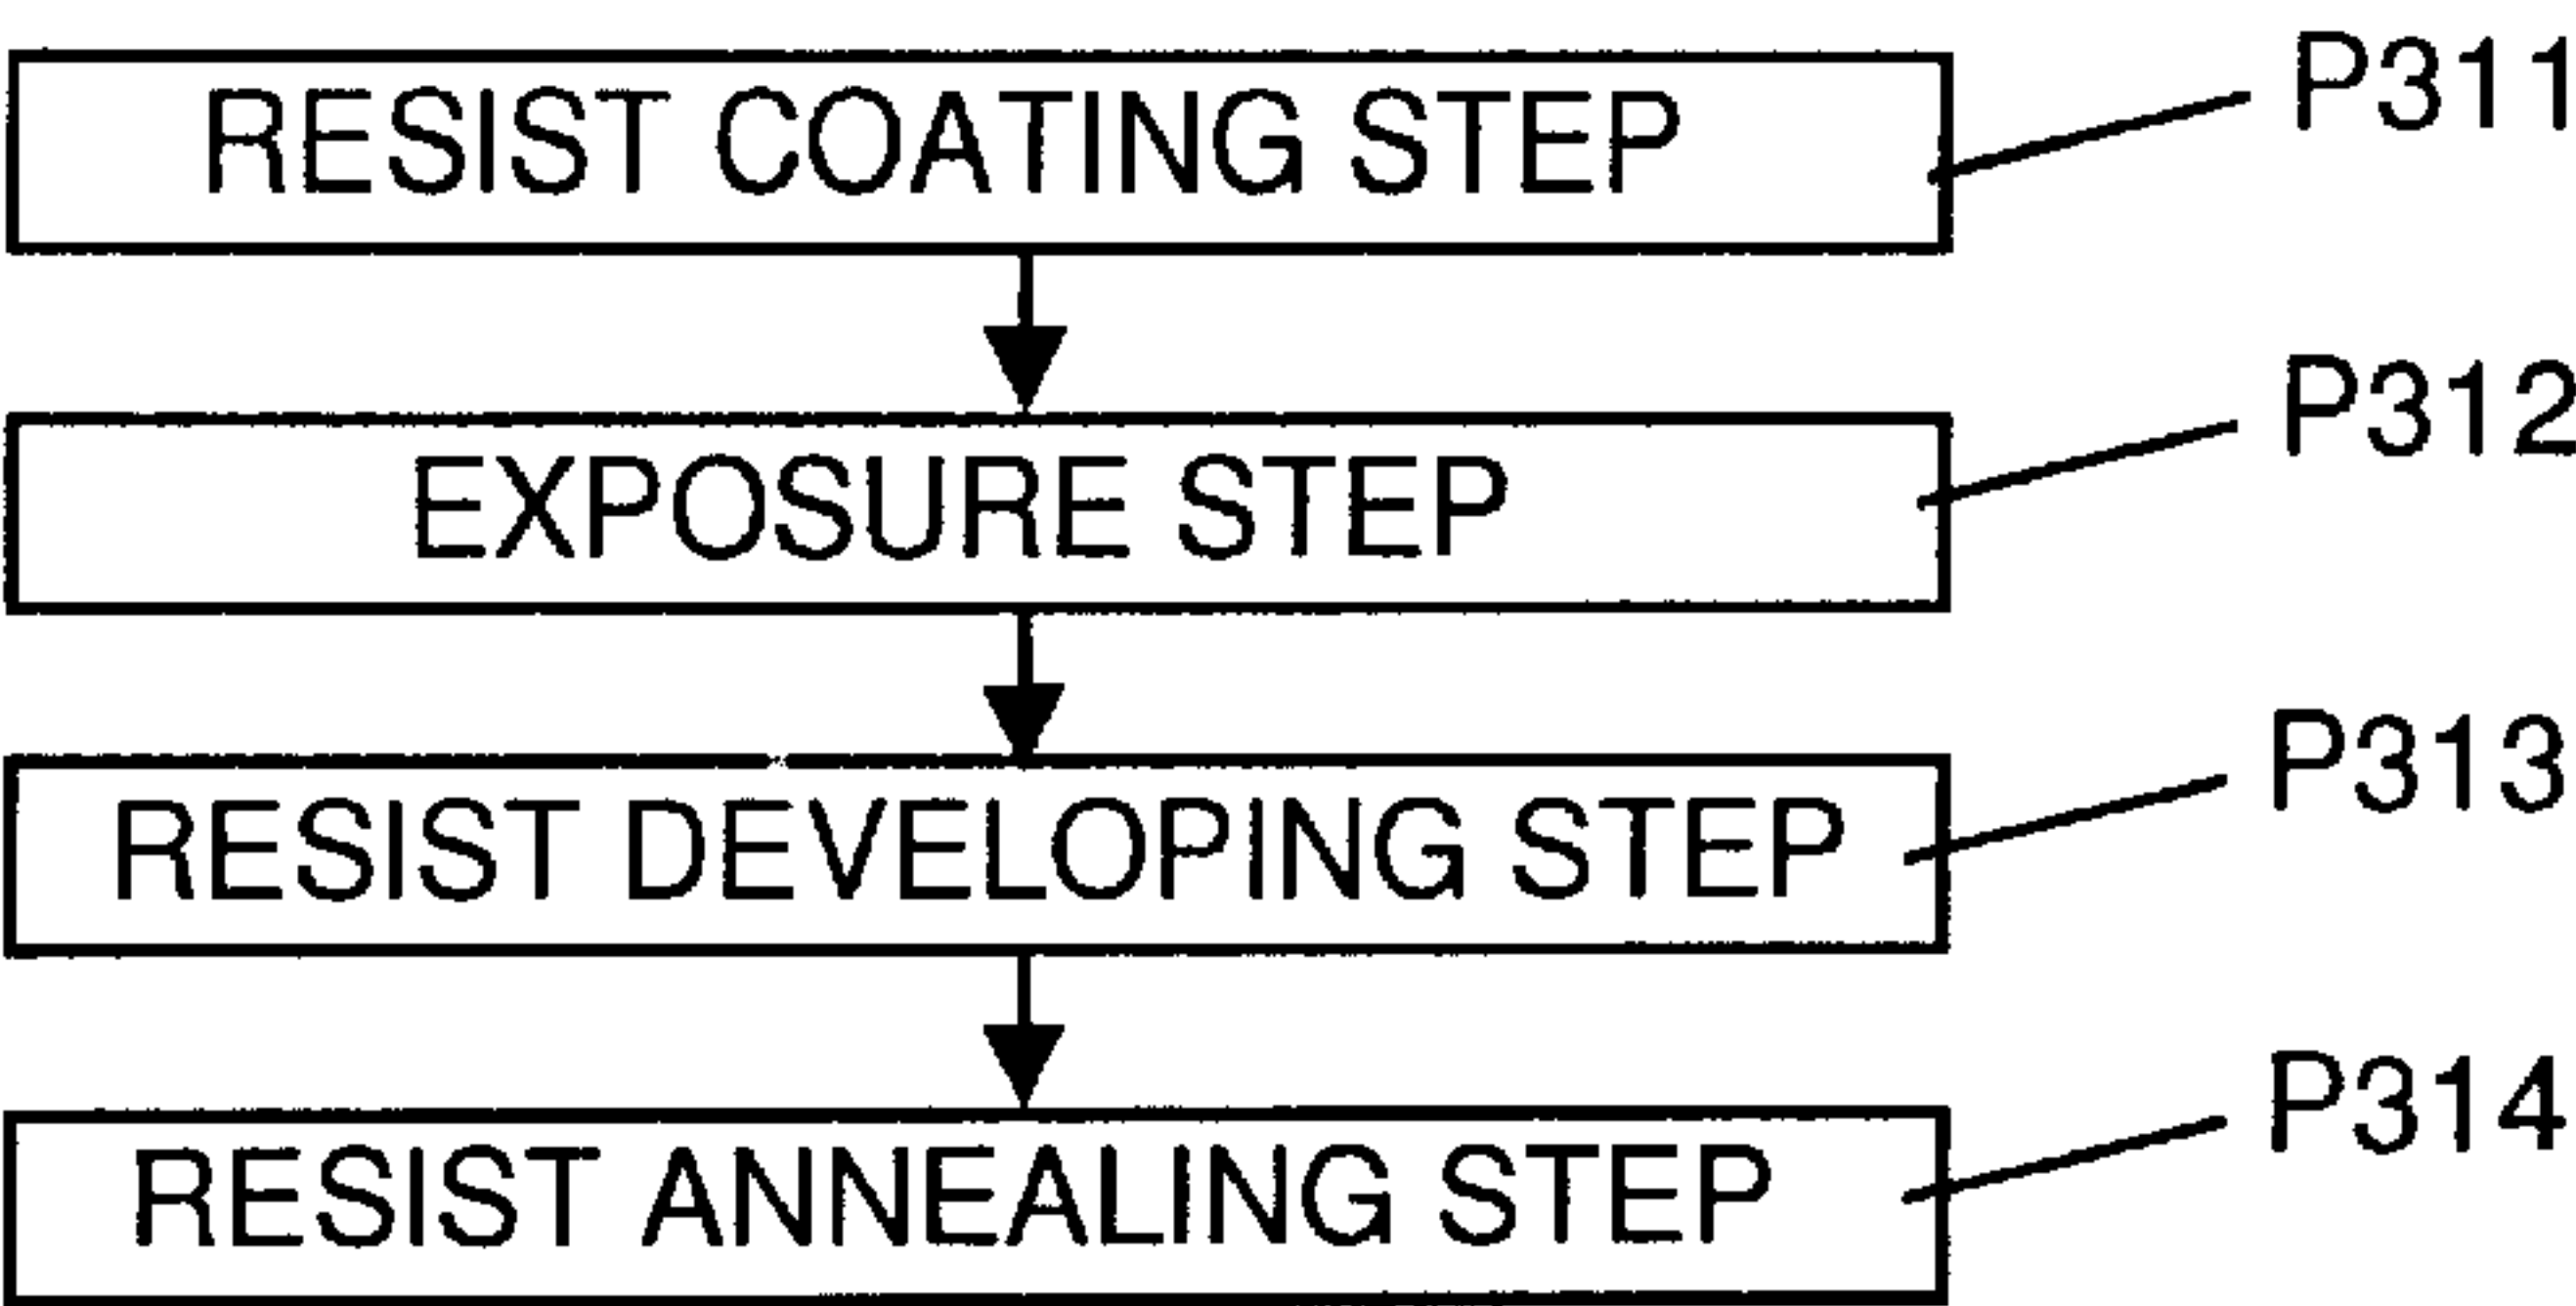 RESIST COATING STEP
P311
EXPOSURE STEP
P312
RESIST DEVELOPING STEP
P313
RESIST ANNEALING STEP
P314